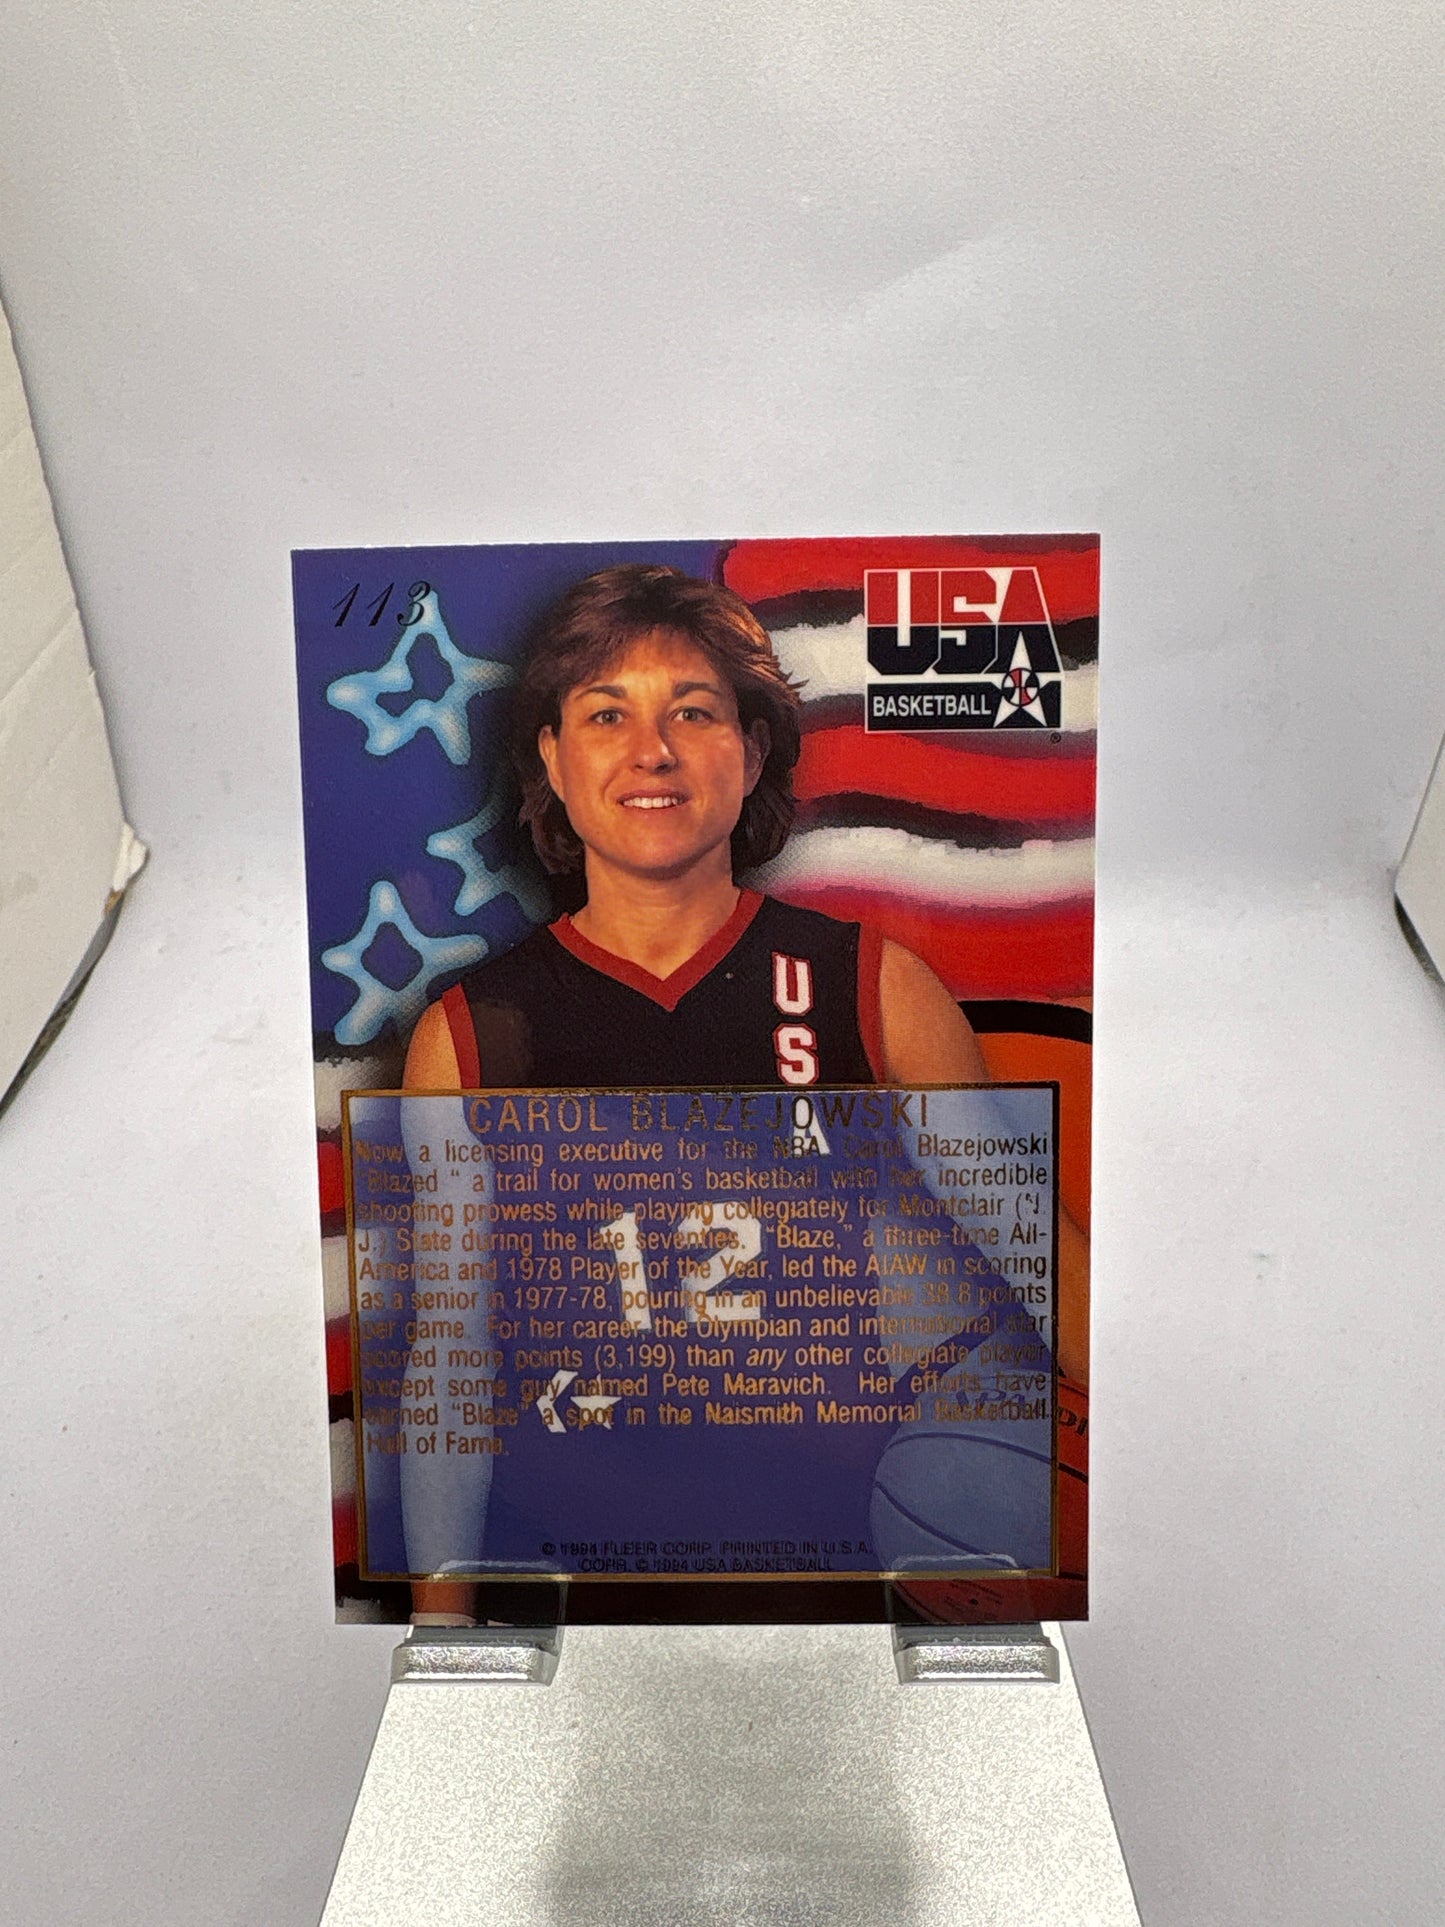 113
USA
BASKETBALL
®
USA
CAROL BLAZEJOWSKI
Now a licensing executive for the NBA, Carol Blazejowski
"Blazed " a trail for women's basketball with her incredible
shooting prowess while playing collegiately for Montclair (N.
J.) State during the late seventies. "Blaze," a three-time All-
America and 1978 Player of the Year, led the AIAW in scoring
as a senior in 1977-78, pouring in an unbelievable 38.8 points
per game. For her career, the Olympian and international star
scored more points (3,199) than any other collegiate player
except some guy named Pete Maravich. Her efforts have
earned "Blaze" a spot in the Naismith Memorial Basketball
Hall of Fame.
12
© 1994 FLEER CORP. PRINTED IN U.S.A.
CORP. © 1994 USA BASKETBALL